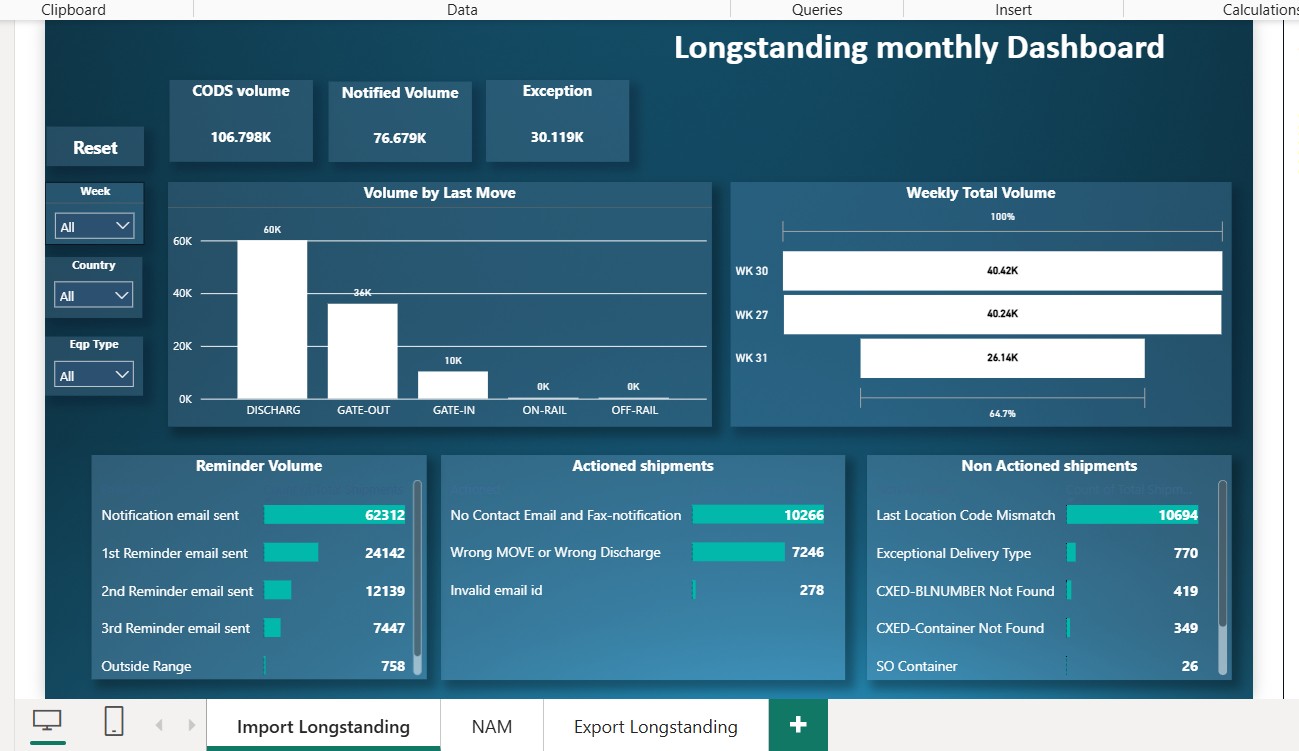 Clipboard
Data
Queries
Insert
Calculations
Longstanding monthly Dashboard
CODS volume
106.798K
Notified Volume
76.679K
Exception
30.119K
Reset
Week
All
Country
All
Eqp Type
All
Volume by Last Move
60K
40K
20K
0K
60K
36K
10K
0K
0K
DISCHARG
GATE-OUT
GATE-IN
ON-RAIL
OFF-RAIL
Weekly Total Volume
100%
WK 30
40.42K
WK 27
40.24K
WK 31
26.14K
64.7%
Reminder Volume
Notification email sent 62312
1st Reminder email sent 24142
2nd Reminder email sent 12139
3rd Reminder email sent 7447
Outside Range 758
Actioned shipments
No Contact Email and Fax-notification 10266
Wrong MOVE or Wrong Discharge 7246
Invalid email id 278
Non Actioned shipments
Last Location Code Mismatch 10694
Exceptional Delivery Type 770
CXED-BLNUMBER Not Found 419
CXED-Container Not Found 349
SO Container 26
Import Longstanding
NAM
Export Longstanding
+